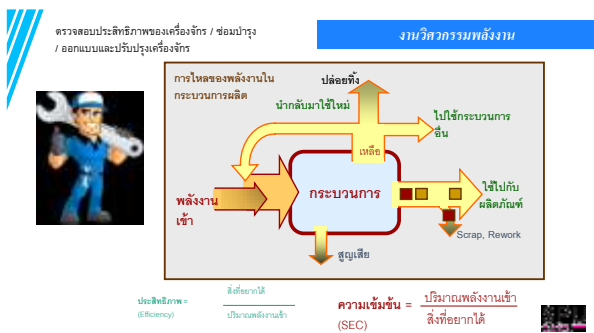 ตรวจสอบประสิทธิภาพของเครื่องจักร / ซ่อมบำรุง
/ ออกแบบและปรับปรุงเครื่องจักร
งานวิศวกรรมพลังงาน
การไหลของพลังงานใน
กระบวนการผลิต
ปล่อยทิ้ง
นำกลับมาใช้ใหม่
ไปใช้กระบวนการ
อื่น
เหลือ
พลังงาน
เข้า
กระบวนการ
ใช้ไปกับ
ผลิตภัณฑ์
Scrap, Rework
สูญเสีย
ประสิทธิภาพ =
(Efficiency)
สิ่งที่อยากได้
ปริมาณพลังงานเข้า
ความเข้มข้น =
(SEC)
ปริมาณพลังงานเข้า
สิ่งที่อยากได้